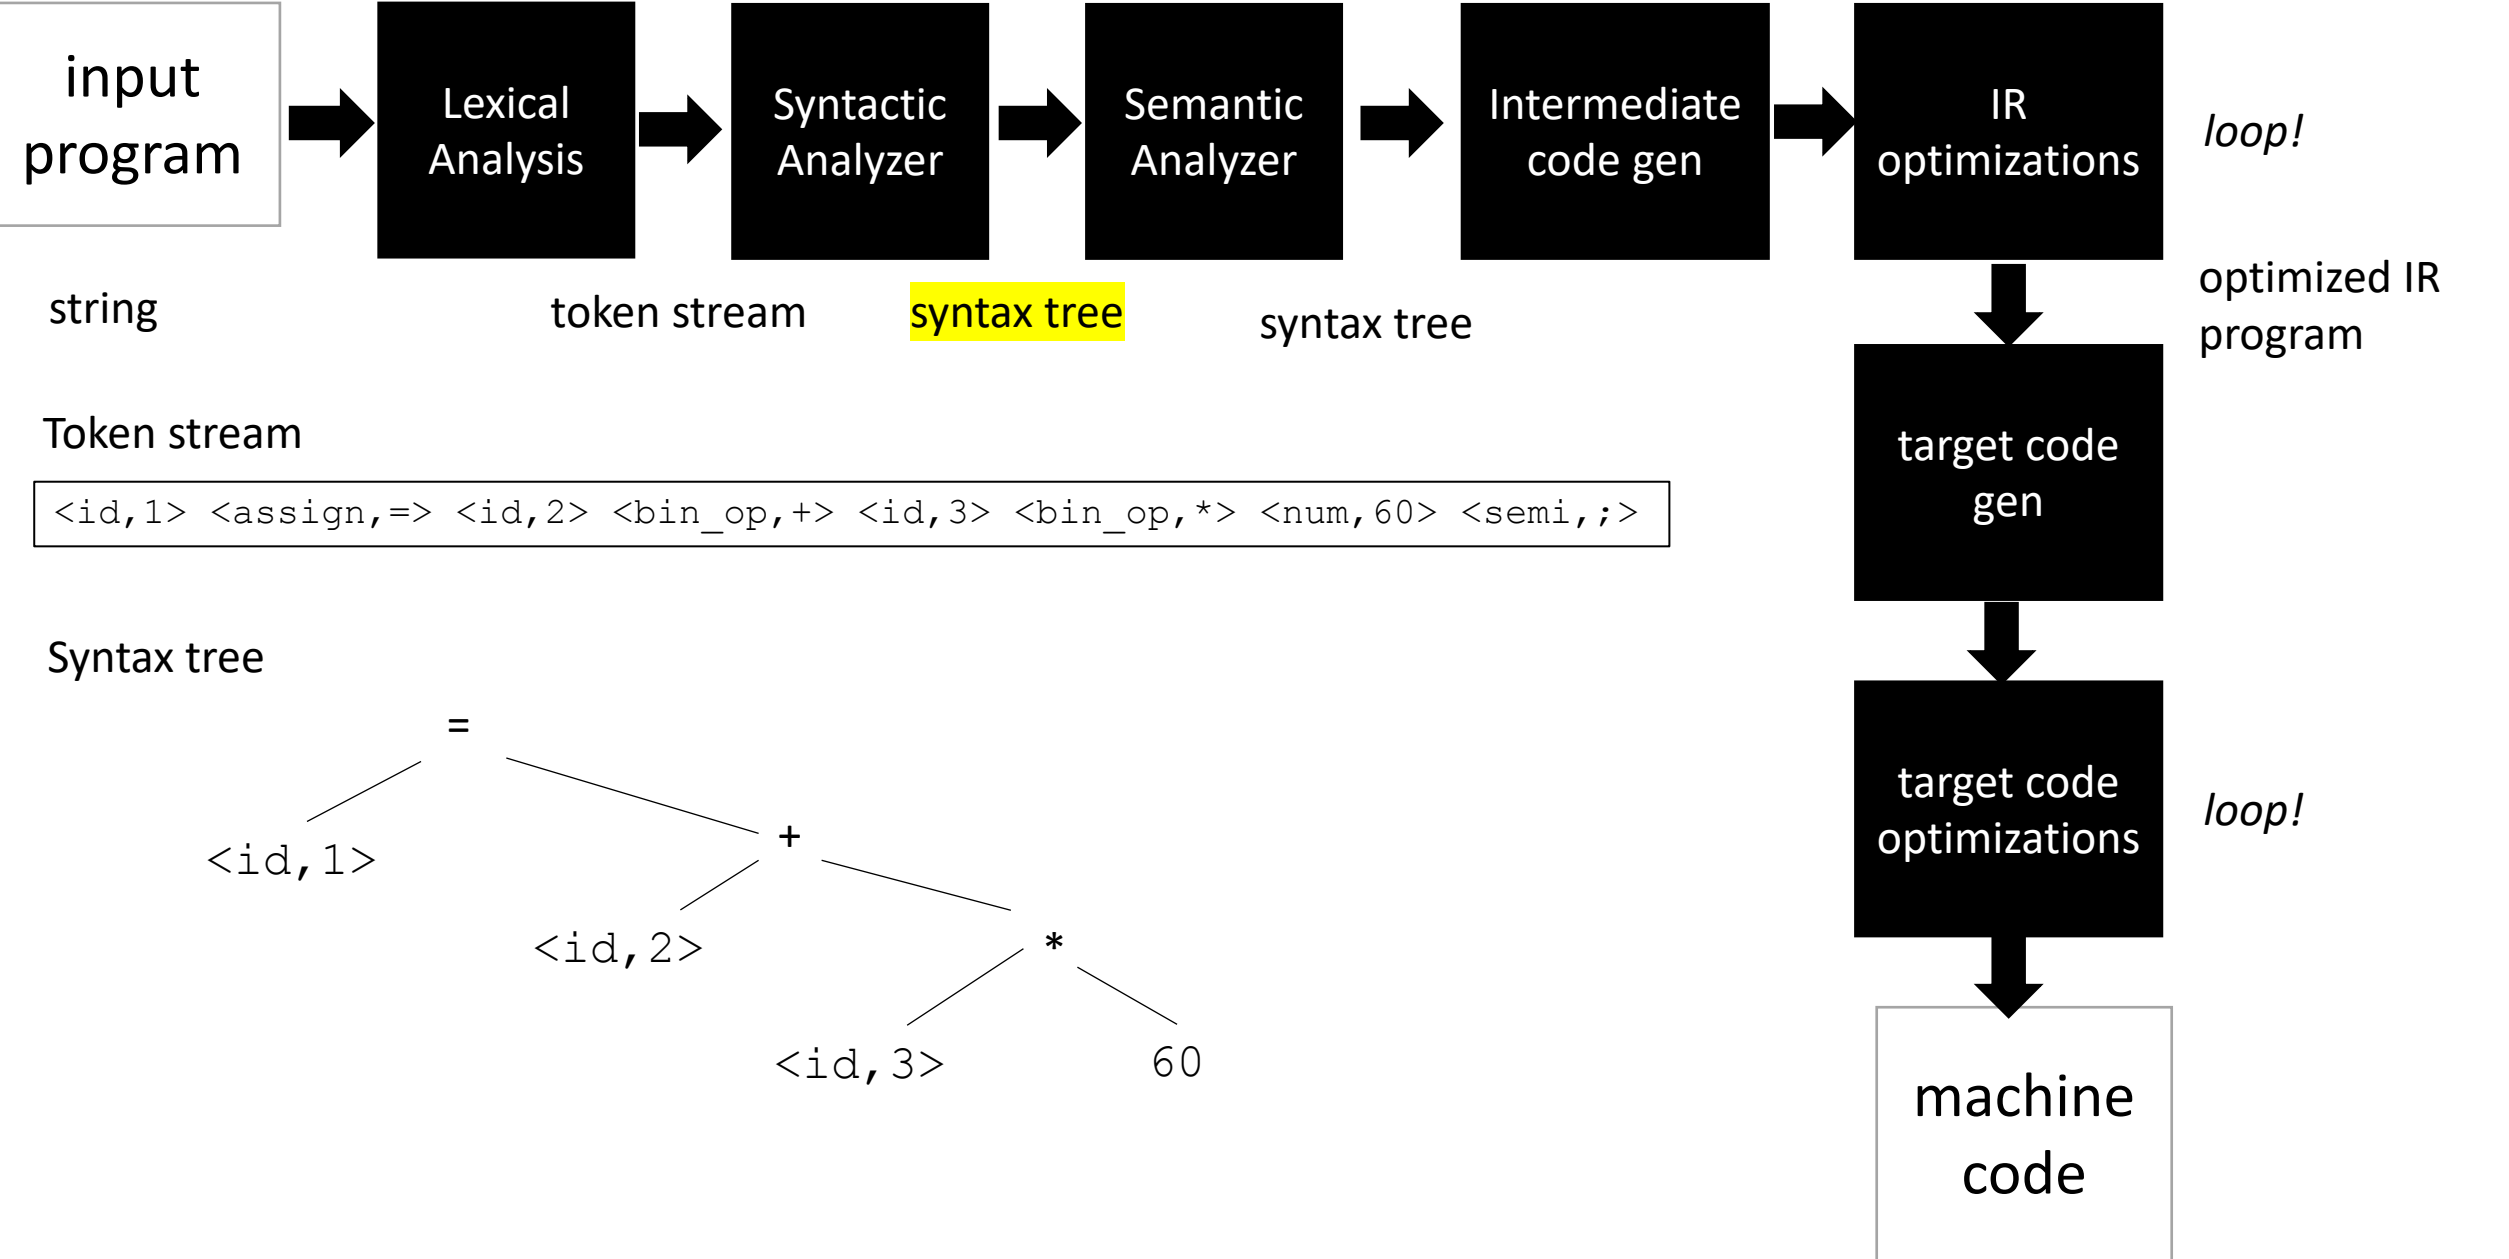 input
program
Lexical
Analysis
Syntactic
Analyzer
Semantic
Analyzer
Intermediate
code gen
IR
optimizations
loop!
string
token stream
syntax tree
syntax tree
optimized IR
program
Token stream
<id,1> <assign,=> <id,2> <bin_op,+> <id,3> <bin_op,*> <num,60> <semi,;>
target code
gen
Syntax tree
=
<id,1>
+
<id,2>
*
<id,3>
60
target code
optimizations
loop!
machine
code